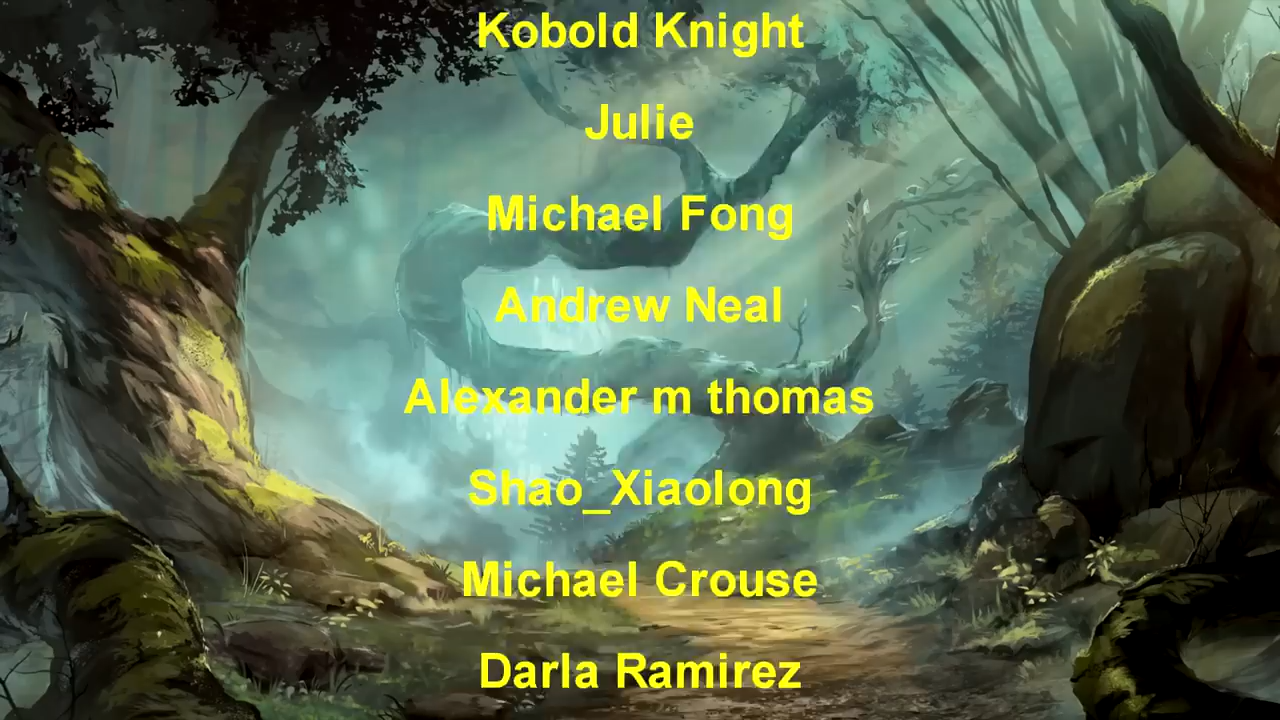 Kobold Knight
Julie
Michael Fong
Andrew Neal
Alexander m thomas
Shao_Xiaolong
Michael Crouse
Darla Ramirez